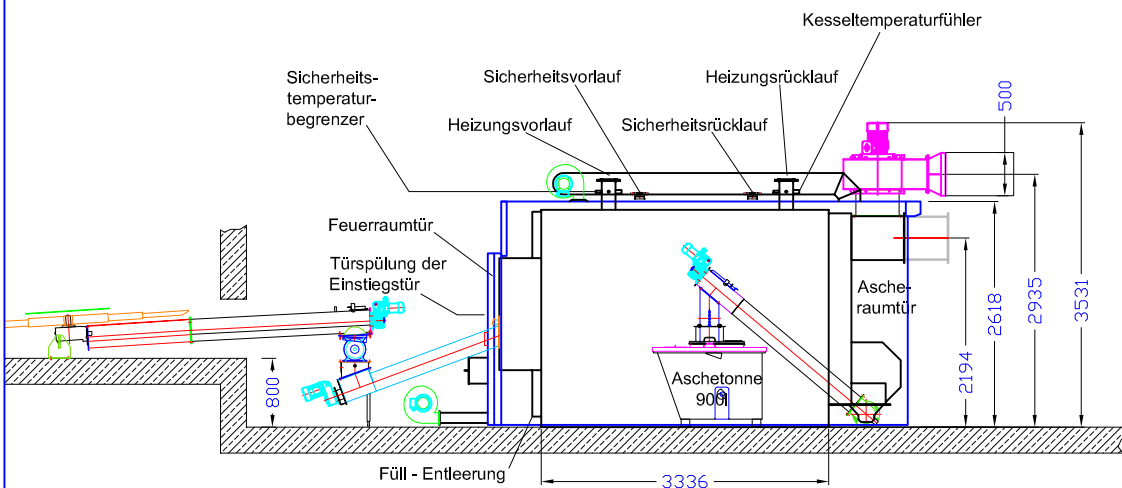 Kesseltemperaturfühler
Sicherheits-
temperatur-
begrenzer
Sicherheitsvorlauf
Heizungsrücklauf
Heizungsvorlauf
Sicherheitsrücklauf
500
Feuerraumtür
Türspülung der
Einstiegstür
Asche-
raumtür
2194
2618
2935
3531
800
Aschetonne
900l
Füll - Entleerung
3336